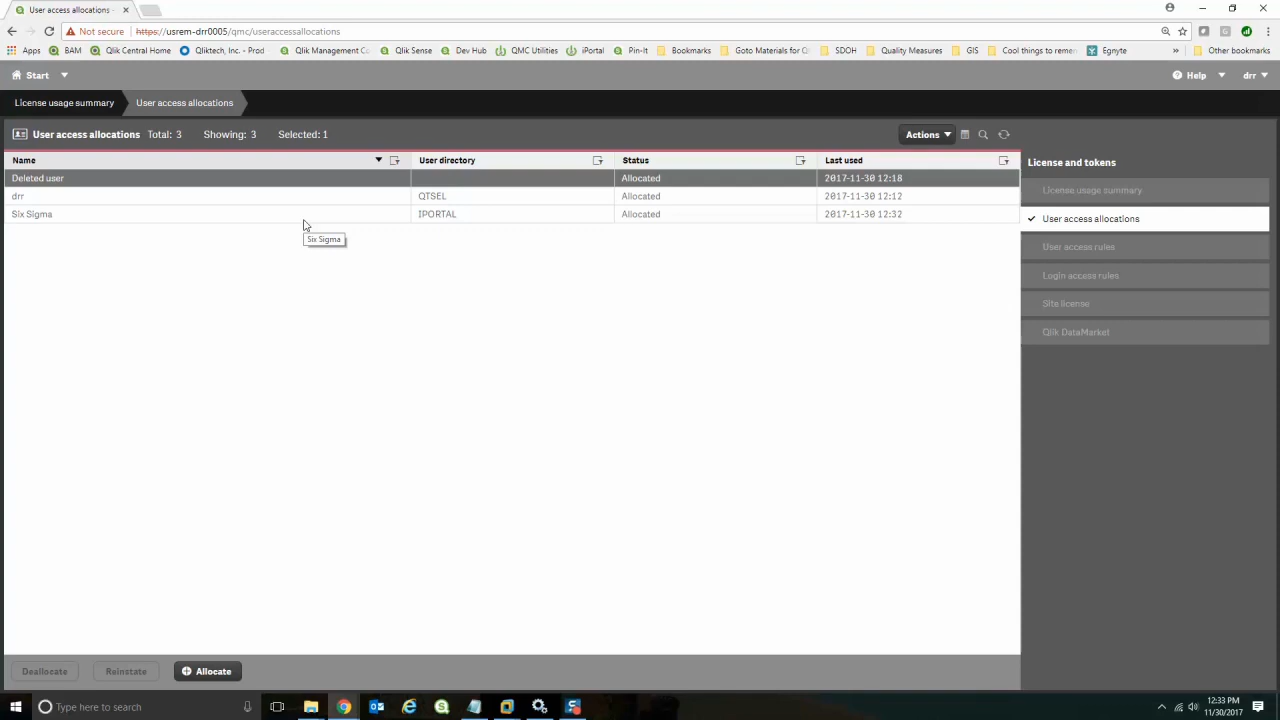 User access allocations -
Not secure https://usrem-drr0005/qmc/useraccessallocations
Apps BAM Qlik Central Home Qliktech, Inc. - Prod Qlik Management Co Qlik Sense Dev Hub QMC Utilities iPortal Pin-It Bookmarks Goto Materials for Q SDOH Quality Measures GIS Cool things to remem Egnyte » Other bookmarks
Start Help drr
License usage summary User access allocations
User access allocations Total: 3 Showing: 3 Selected: 1 Actions
Name User directory Status Last used
Deleted user Allocated 2017-11-30 12:18
drr QTSEL Allocated 2017-11-30 12:12
Six Sigma IPORTAL Allocated 2017-11-30 12:32
Six Sigma
License and tokens
License usage summary
User access allocations
User access rules
Login access rules
Site license
Qlik DataMarket
Deallocate Reinstate Allocate
Type here to search
12:33 PM
11/30/2017